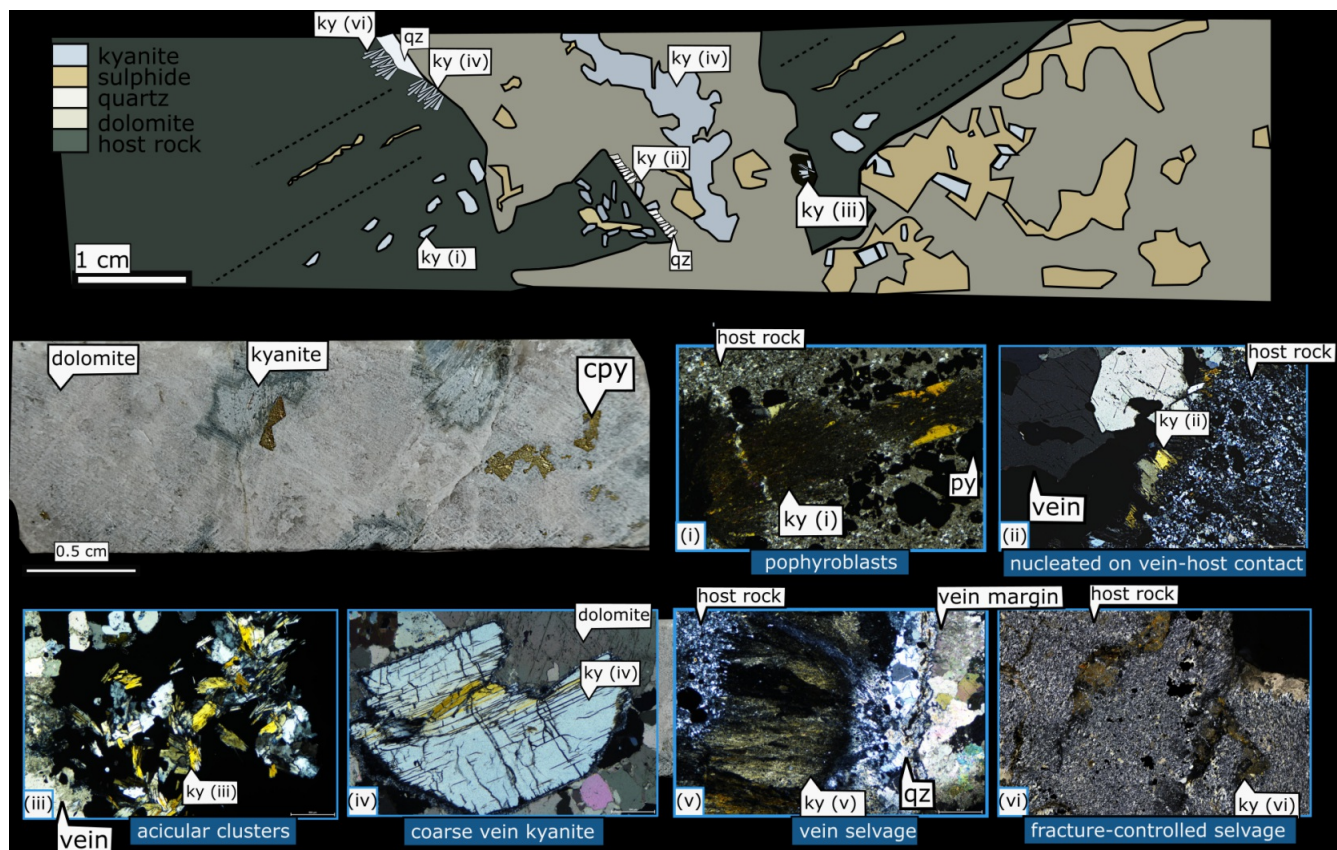 ky (vi)
qz
ky (iv)
ky (iv)
kyanite
sulphide
quartz
dolomite
host rock
ky (ii)
ky (iii)
ky (i)
qz
1 cm
dolomite
kyanite
cpy
0.5 cm
host rock
ky (i)
py
(i)
pophyroblasts
host rock
ky (ii)
vein
(ii)
nucleated on vein-host contact
ky (iii)
(iii)
vein
acicular clusters
dolomite
ky (iv)
(iv)
coarse vein kyanite
host rock
vein margin
ky (v)
qz
(v)
vein selvage
host rock
ky (vi)
(vi)
fracture-controlled selvage